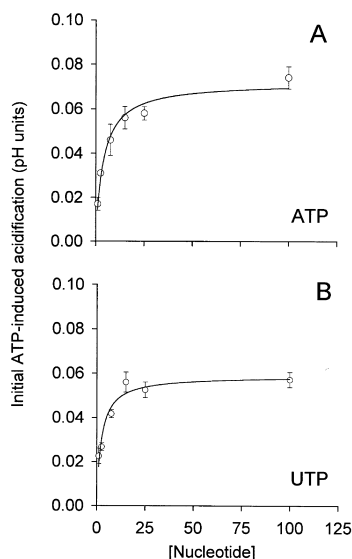 A
0.10
0.08
0.06
0.04
0.02
0.00
ATP
B
0.10
0.08
0.06
0.04
0.02
0.00
UTP
0 25 50 75 100 125
[Nucleotide]
Initial ATP-induced acidification (pH units)